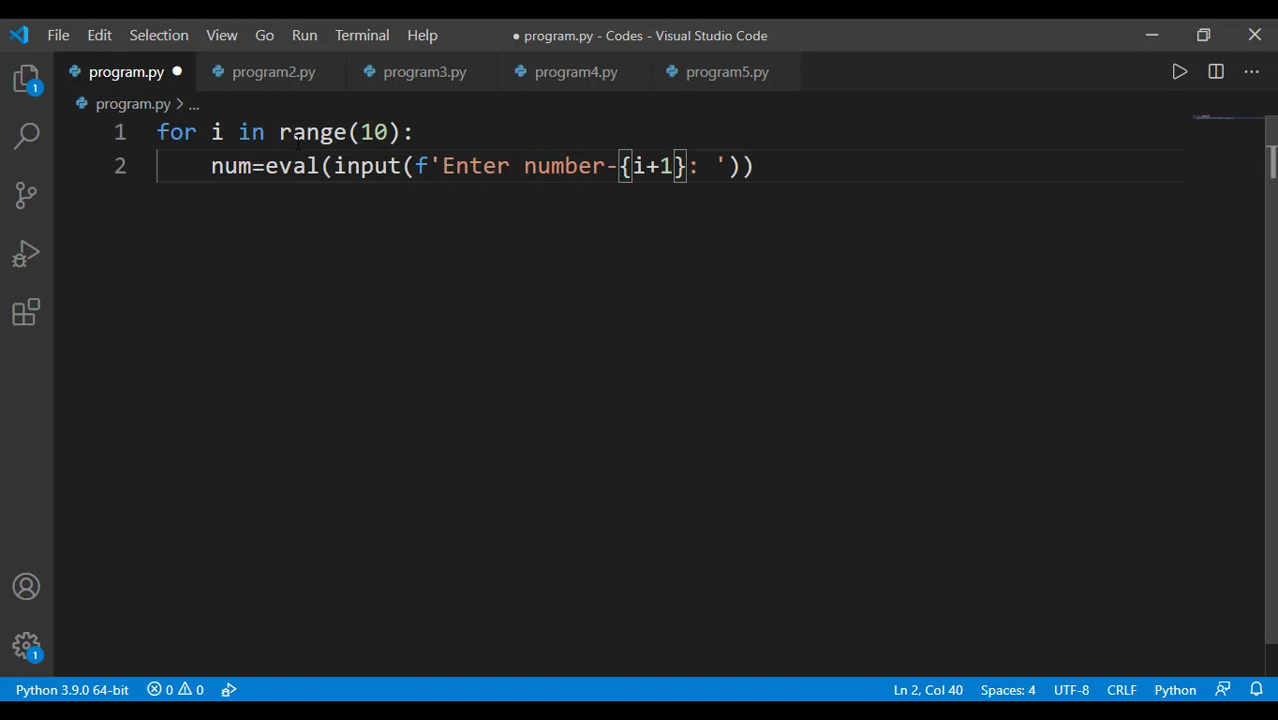 File Edit Selection View Go Run Terminal Help ● program.py - Codes - Visual Studio Code
program.py ● program2.py program3.py program4.py program5.py
1
program.py > ...
1 for i in range(10):
2 num=eval(input(f'Enter number-{i+1}: '))
1
Python 3.9.0 64-bit 0 0 Ln 2, Col 40 Spaces: 4 UTF-8 CRLF Python